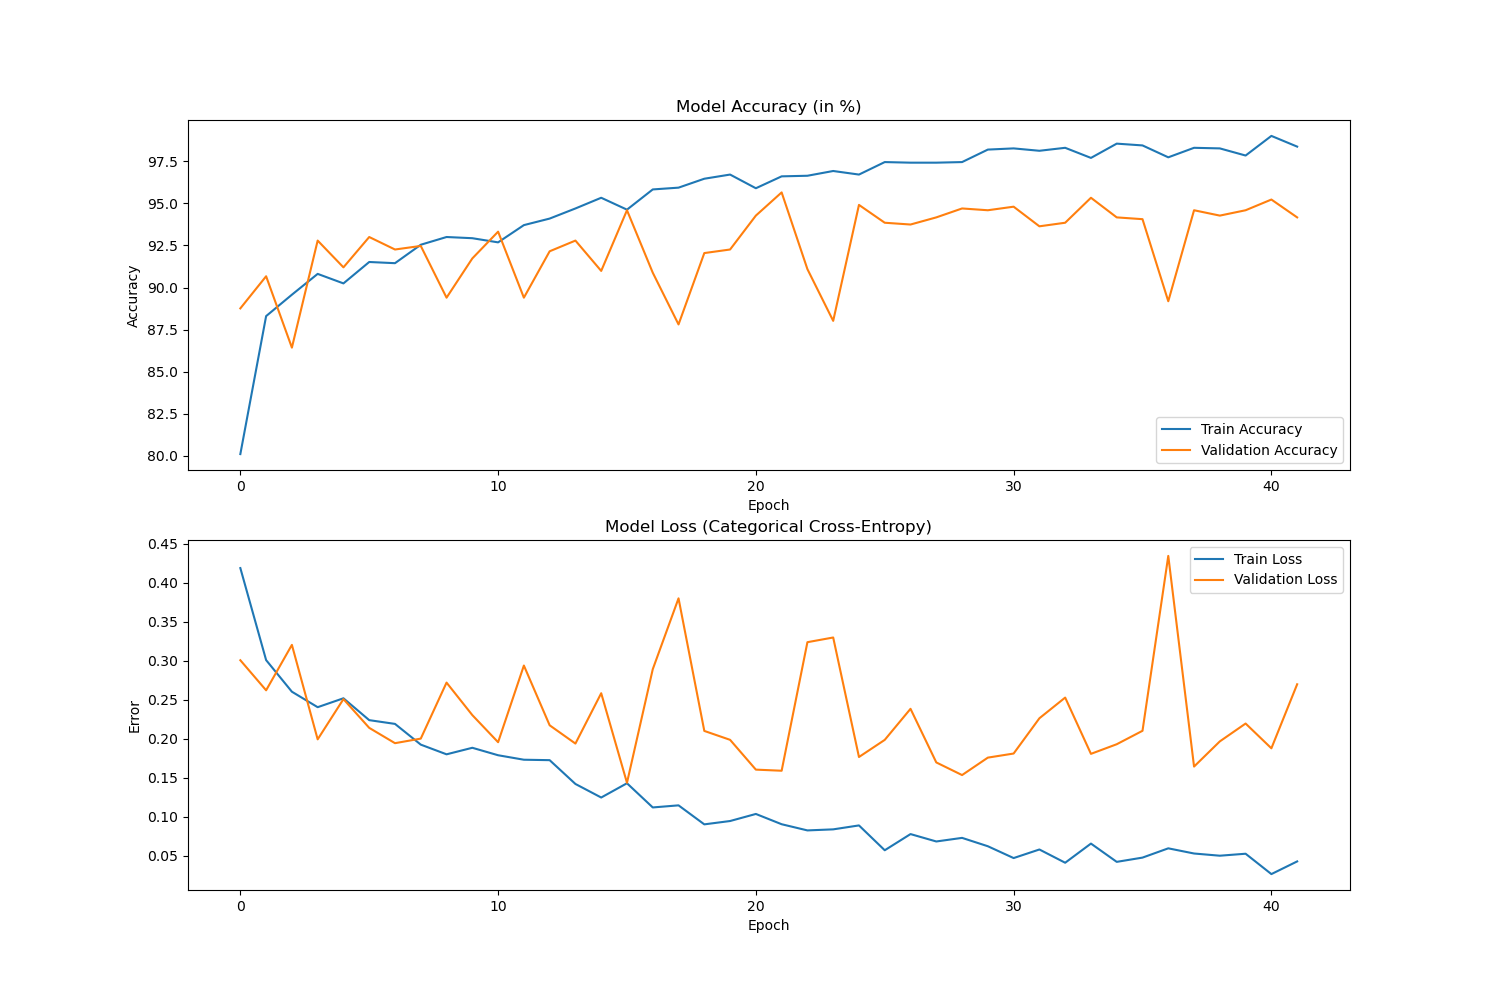 Model Accuracy (in %)
97.5
95.0
92.5
90.0
87.5
85.0
82.5
80.0
Accuracy
Train Accuracy
Validation Accuracy
0 10 20 30 40
Epoch
Model Loss (Categorical Cross-Entropy)
0.45
0.40
0.35
0.30
0.25
0.20
0.15
0.10
0.05
Error
Train Loss
Validation Loss
0 10 20 30 40
Epoch